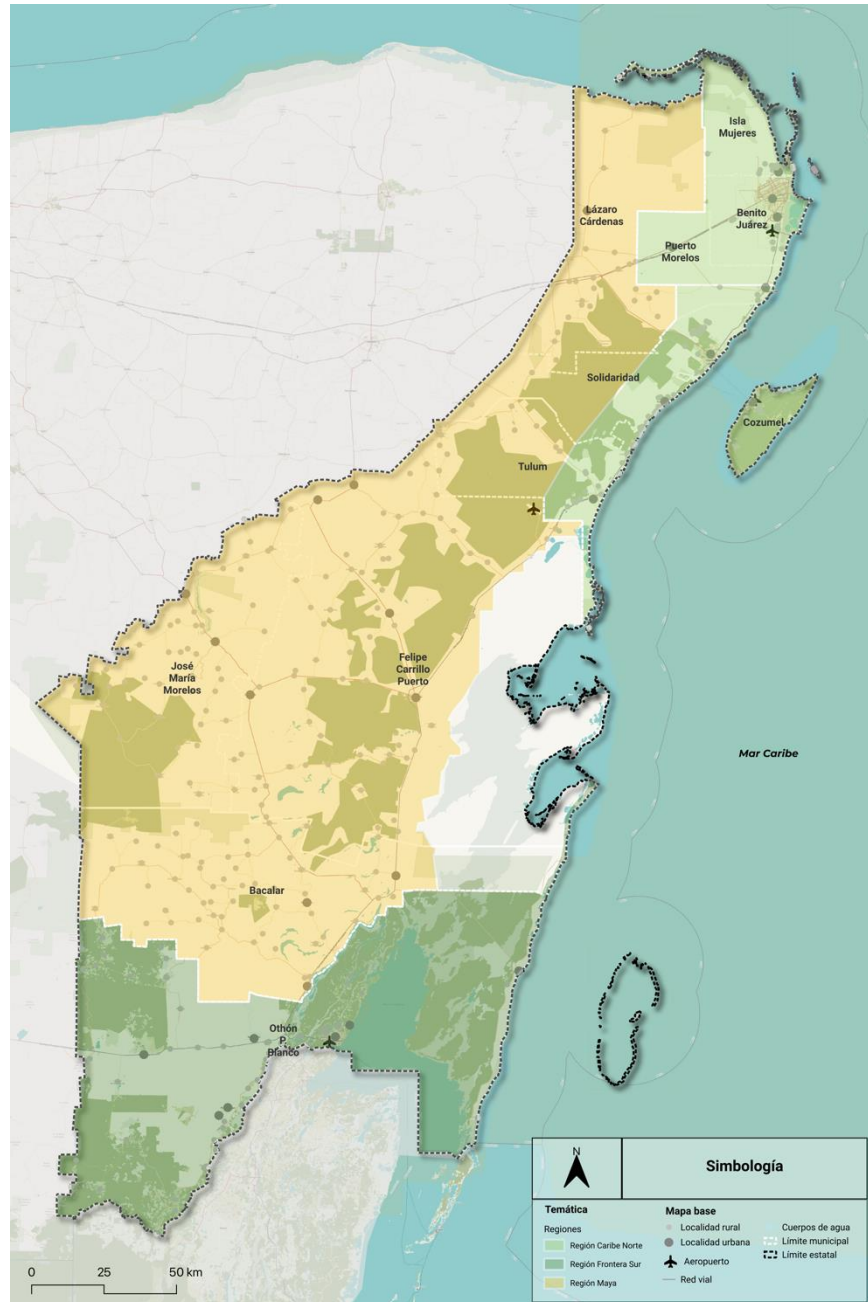 Isla
Mujeres
Lázaro
Cárdenas
Benito
Juárez
Puerto
Morelos
Solidaridad
Cozumel
Tulum
José
María
Morelos
Felipe
Carrillo
Puerto
Mar Caribe
Bacalar
Othón
P.
Blanco
N
Simbología
Temática
Regiones
Región Caribe Norte
Región Frontera Sur
Región Maya
Mapa base
Localidad rural
Localidad urbana
Aeropuerto
Red vial
Cuerpos de agua
Límite municipal
Límite estatal
0 25 50 km